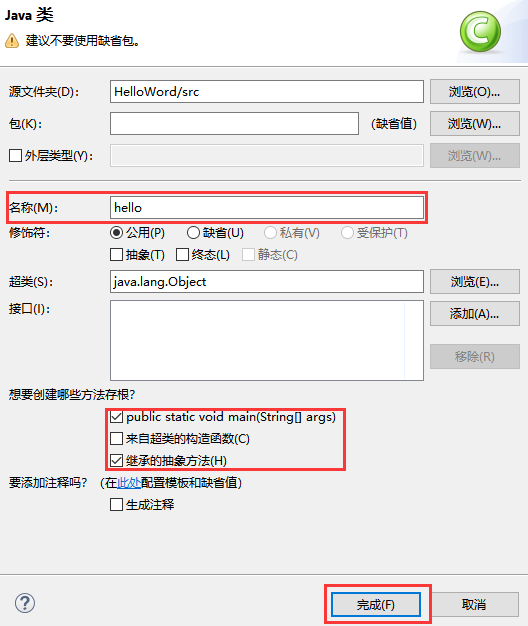 Java 类
建议不要使用缺省包。
源文件夹(D): HelloWord/src 浏览(O)...
包(K): (缺省值) 浏览(W)...
外层类型(Y): 浏览(W)...
名称(M): hello
修饰符: 公用(P) 缺省(U) 私有(V) 受保护(T)
抽象(T) 终态(L) 静态(C)
超类(S): java.lang.Object 浏览(E)...
接口(I): 添加(A)...
移除(R)
想要创建哪些方法存根?
public static void main(String[] args)
来自超类的构造函数(C)
继承的抽象方法(H)
要添加注释吗? (在此处配置模板和缺省值)
生成注释
? 完成(F) 取消